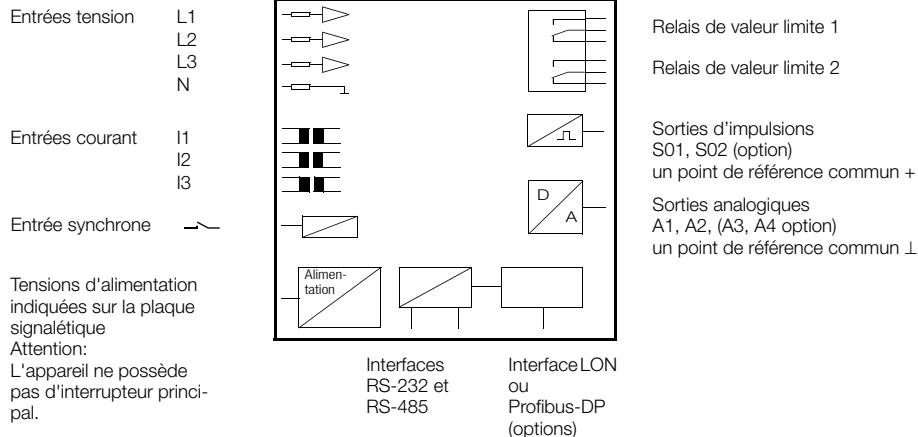 Entrées tension L1
L2
L3
N
Entrées courant I1
I2
I3
Entrée synchrone
Tensions d'alimentation
indiquées sur la plaque
signalétique
Attention:
L'appareil ne possède
pas d'interrupteur princi-
pal.
Alimen-
tation
D
A
Interfaces
RS-232 et
RS-485
Interface LON
ou
Profibus-DP
(options)
Relais de valeur limite 1
Relais de valeur limite 2
Sorties d'impulsions
S01, S02 (option)
un point de référence commun +
Sorties analogiques
A1, A2, (A3, A4 option)
un point de référence commun ⊥